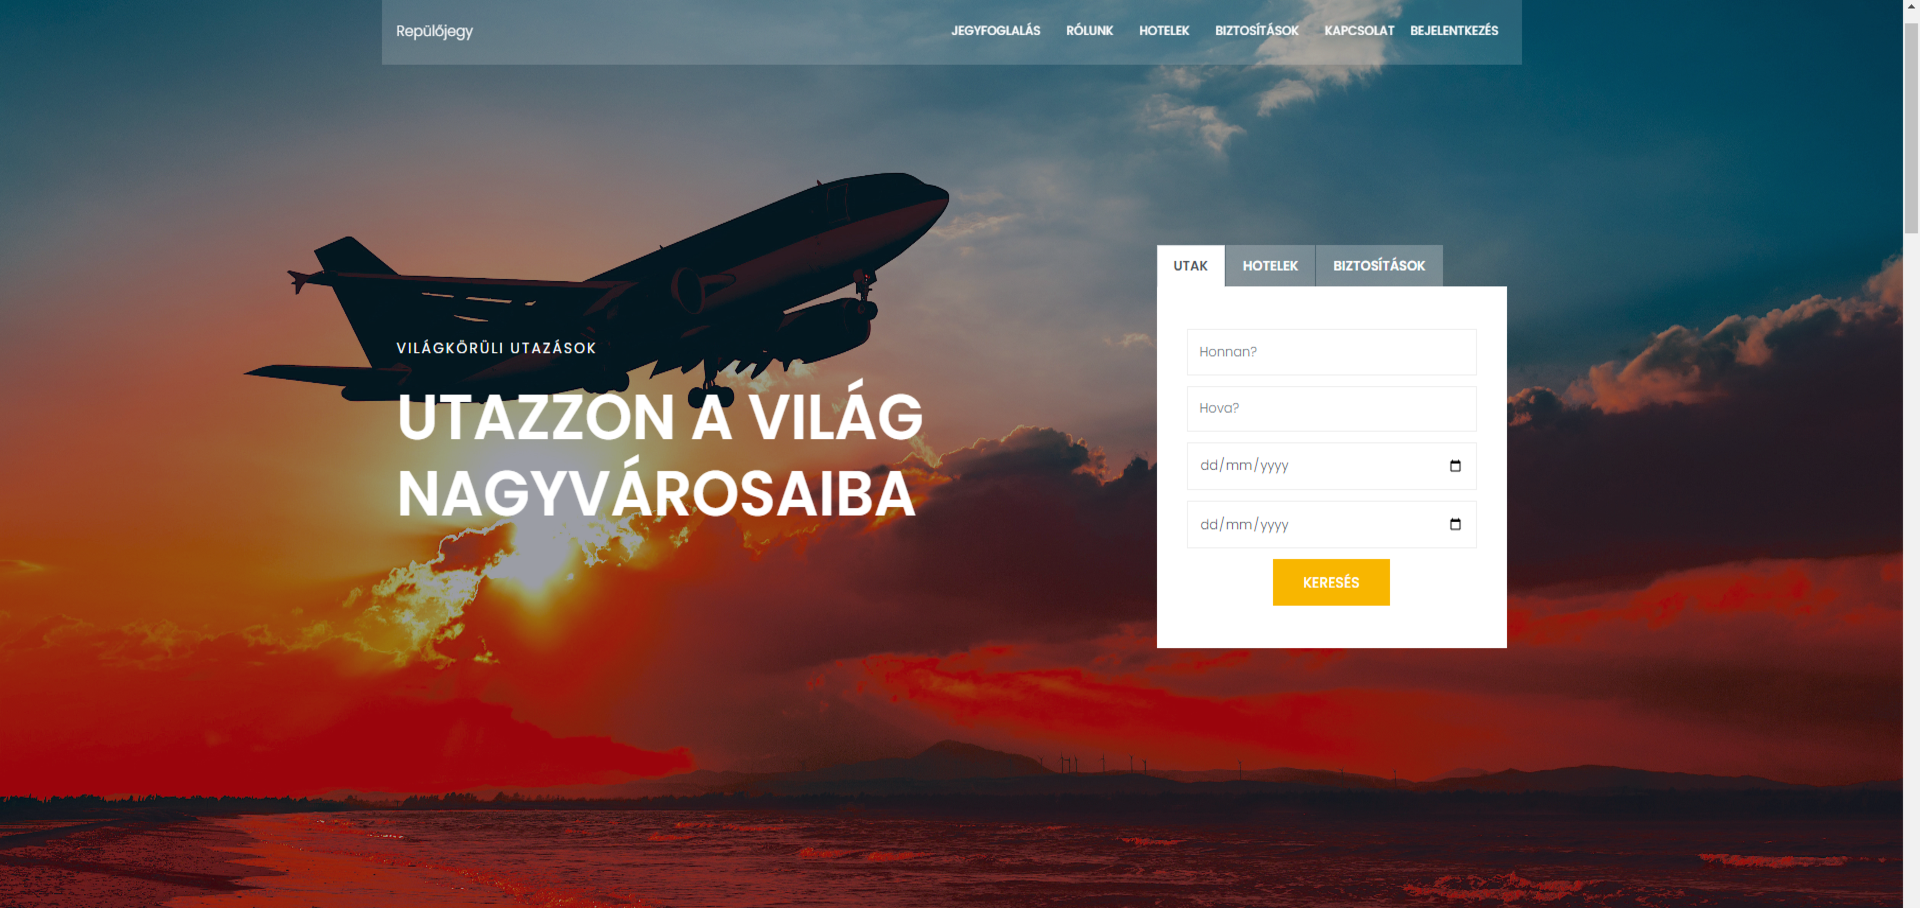 Repülőjegy
JEGYFOGLALÁS RÓLUNK HOTELEK BIZTOSÍTÁSOK KAPCSOLAT BEJELENTKEZÉS
VILÁGKÖRÜLI UTAZÁSOK
UTAZZON A VILÁG
NAGYVÁROSAIBA
UTAK HOTELEK BIZTOSÍTÁSOK
Honnan?
Hova?
dd/mm/yyyy
dd/mm/yyyy
KERESÉS